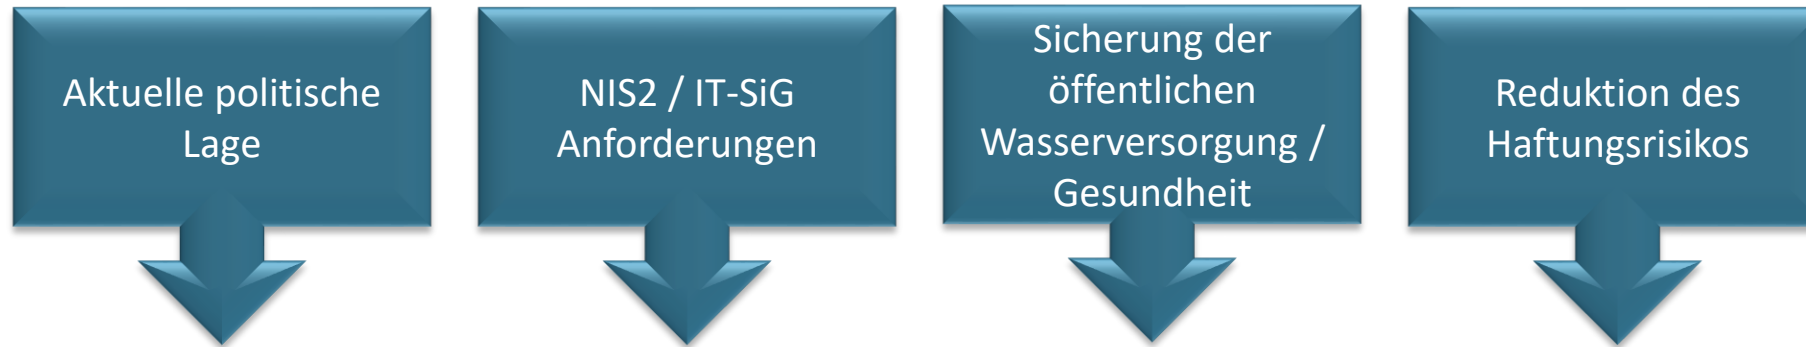 Aktuelle politische
Lage
NIS2 / IT-SiG
Anforderungen
Sicherung der
öffentlichen
Wasserversorgung /
Gesundheit
Reduktion des
Haftungsrisikos